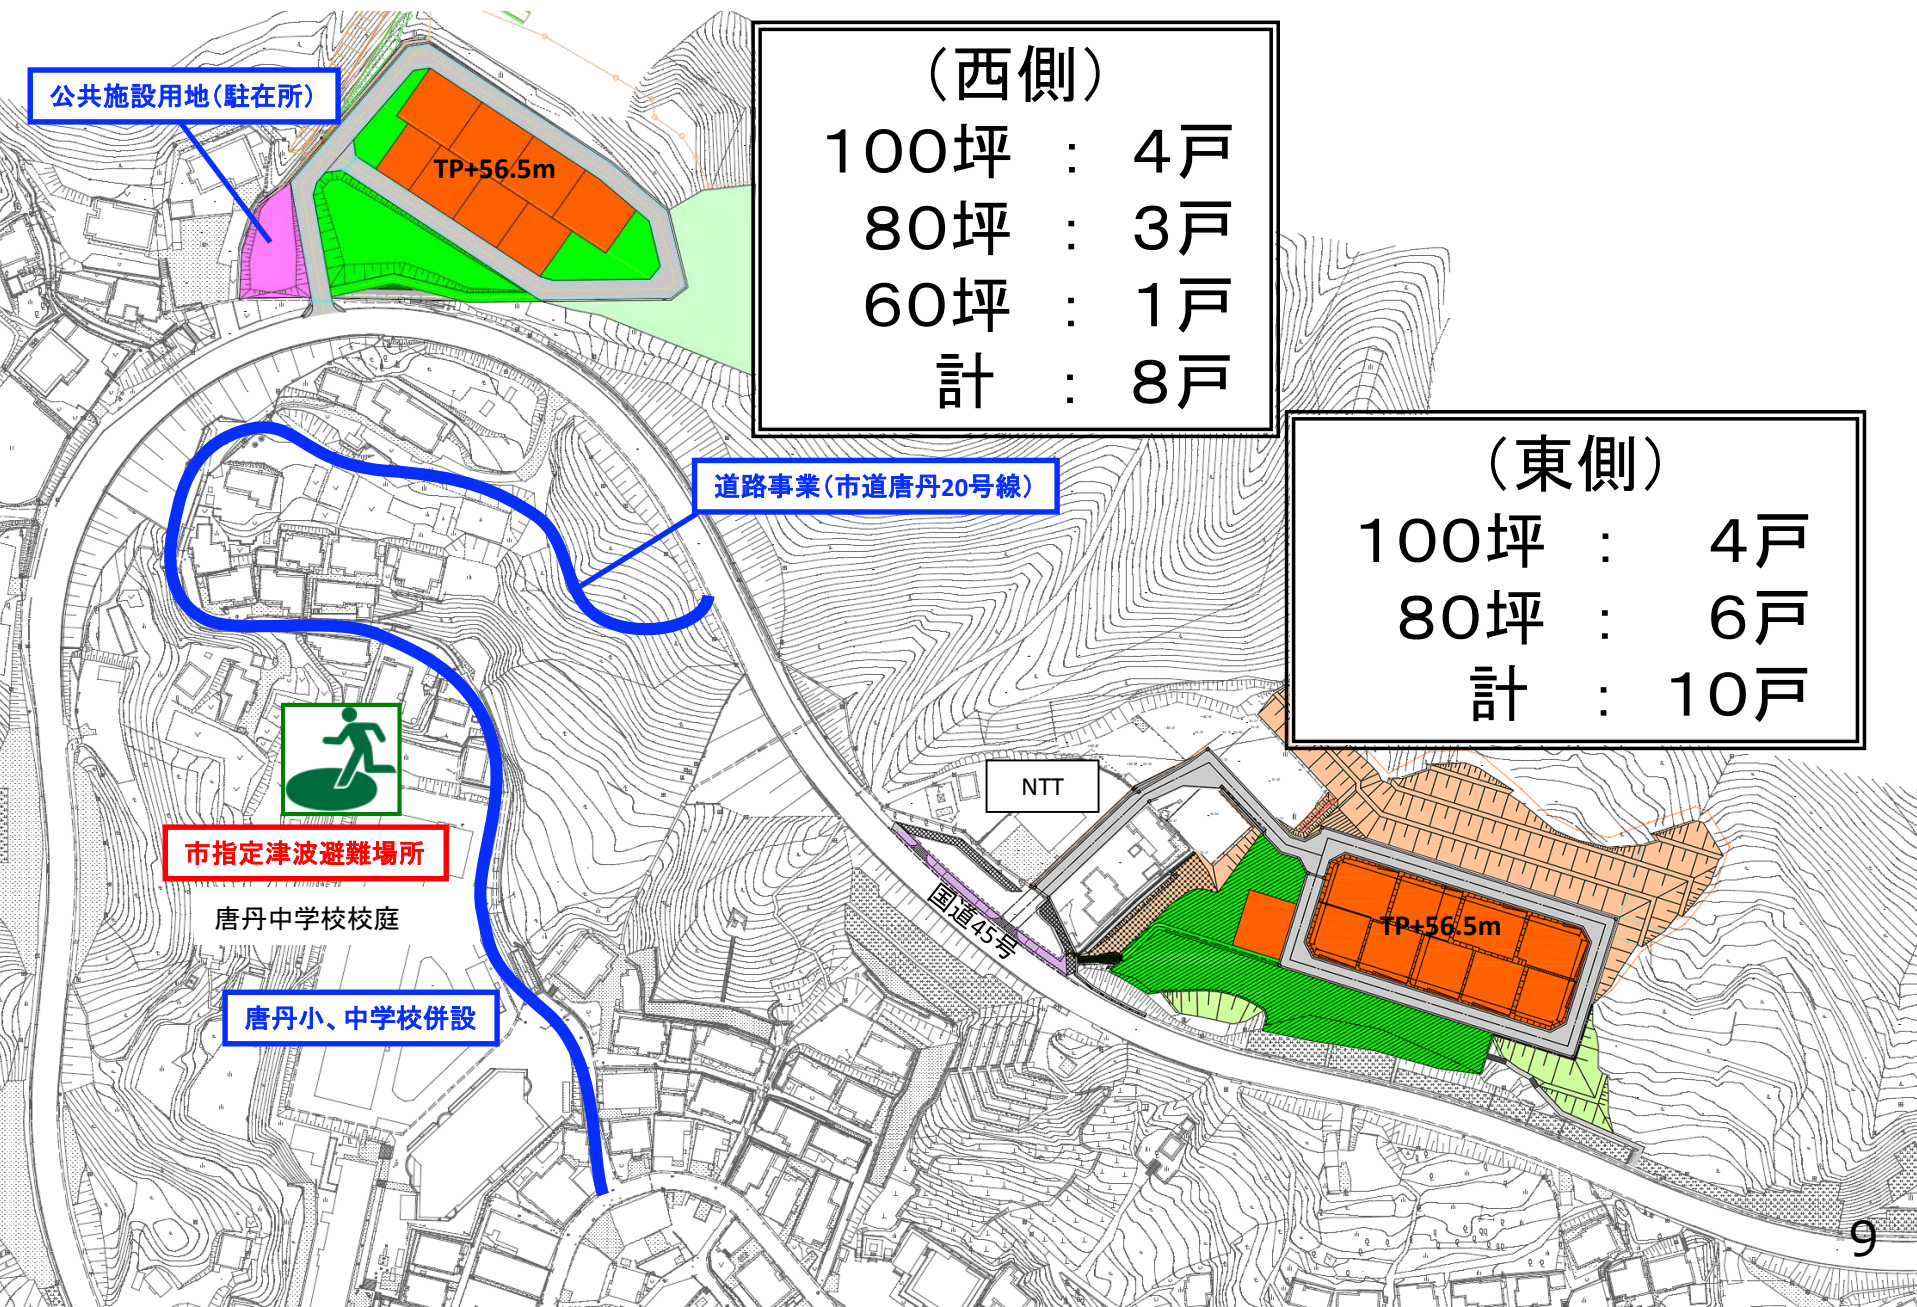 公共施設用地(駐在所)
TP+56.5m
(西側)
100坪 : 4戸
80坪 : 3戸
60坪 : 1戸
計 : 8戸
(東側)
100坪 : 4戸
80坪 : 6戸
計 : 10戸
道路事業(市道唐丹20号線)
NTT
国道45号
TP+56.5m
市指定津波避難場所
唐丹中学校校庭
唐丹小、中学校併設
9